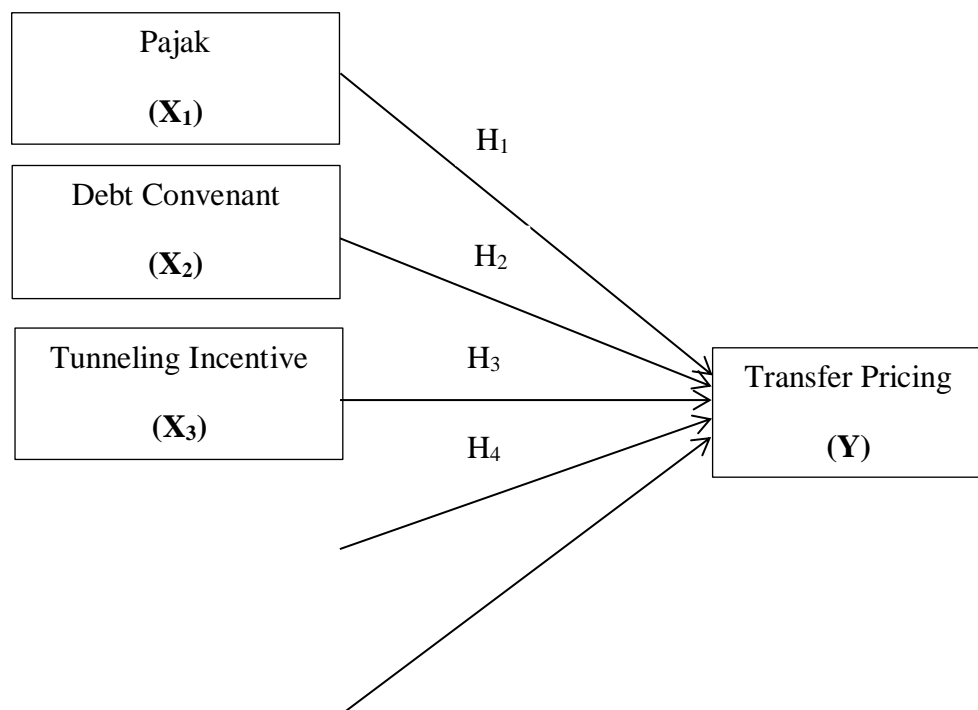 Pajak
(X₁)
H₁
Debt Convenant
(X₂)
H₂
Tunneling Incentive
(X₃)
H₃
H₄
Transfer Pricing
(Y)